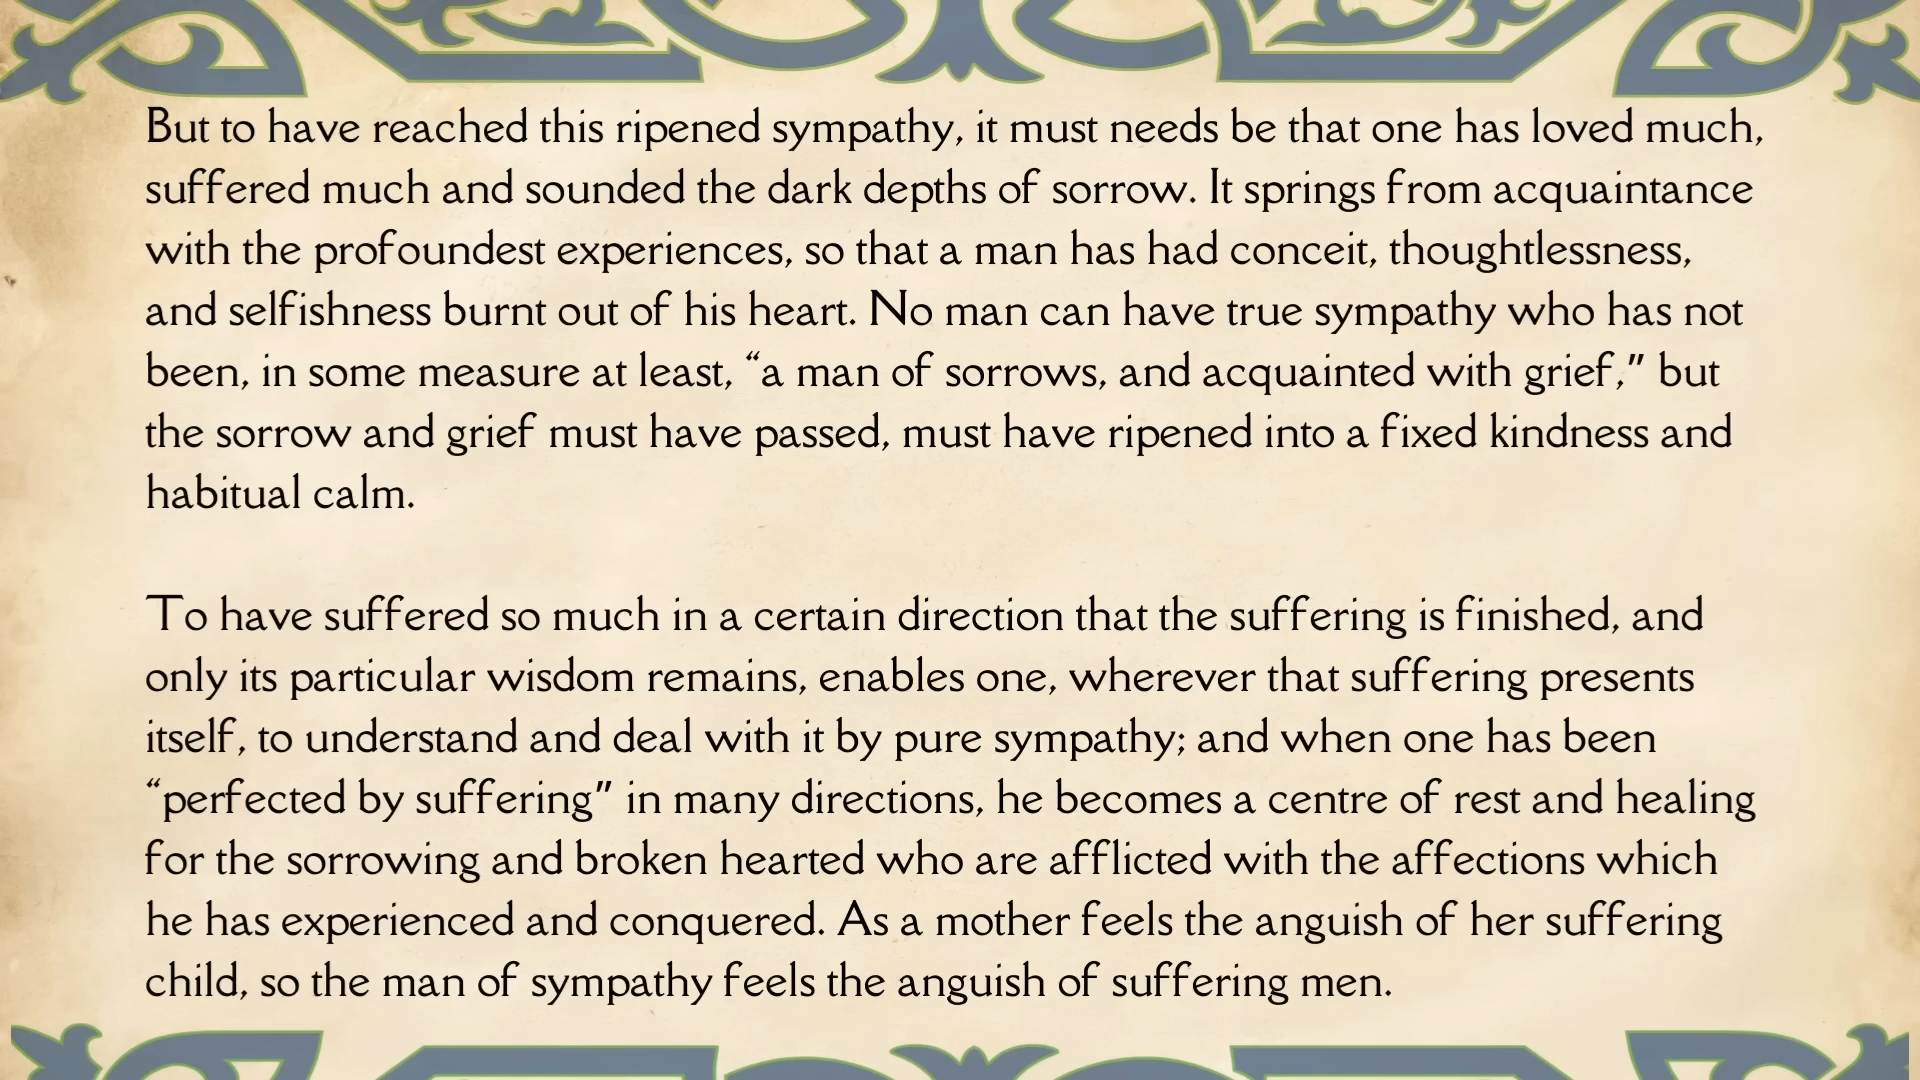 But to have reached this ripened sympathy, it must needs be that one has loved much,
suffered much and sounded the dark depths of sorrow. It springs from acquaintance
with the profoundest experiences, so that a man has had conceit, thoughtlessness,
and selfishness burnt out of his heart. No man can have true sympathy who has not
been, in some measure at least, “a man of sorrows, and acquainted with grief,” but
the sorrow and grief must have passed, must have ripened into a fixed kindness and
habitual calm.
To have suffered so much in a certain direction that the suffering is finished, and
only its particular wisdom remains, enables one, wherever that suffering presents
itself, to understand and deal with it by pure sympathy; and when one has been
“perfected by suffering” in many directions, he becomes a centre of rest and healing
for the sorrowing and broken hearted who are afflicted with the affections which
he has experienced and conquered. As a mother feels the anguish of her suffering
child, so the man of sympathy feels the anguish of suffering men.